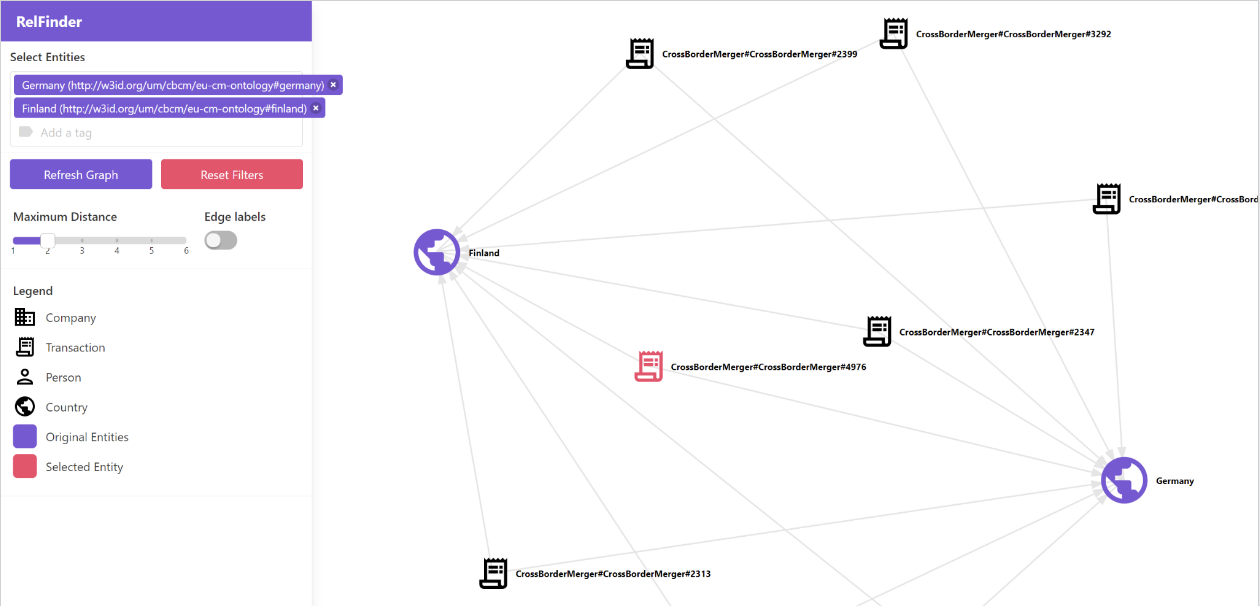 RelFinder
Select Entities
Germany (http://w3id.org/um/cbcm/eu-cm-ontology#germany) ×
Finland (http://w3id.org/um/cbcm/eu-cm-ontology#finland) ×
Add a tag
Refresh Graph
Reset Filters
Maximum Distance
Edge labels
1 2 3 4 5 6
Legend
Company
Transaction
Person
Country
Original Entities
Selected Entity
CrossBorderMerger#CrossBorderMerger#3292
CrossBorderMerger#CrossBorderMerger#2399
CrossBorderMerger#CrossBord
Finland
CrossBorderMerger#CrossBorderMerger#2347
CrossBorderMerger#CrossBorderMerger#4976
Germany
CrossBorderMerger#CrossBorderMerger#2313